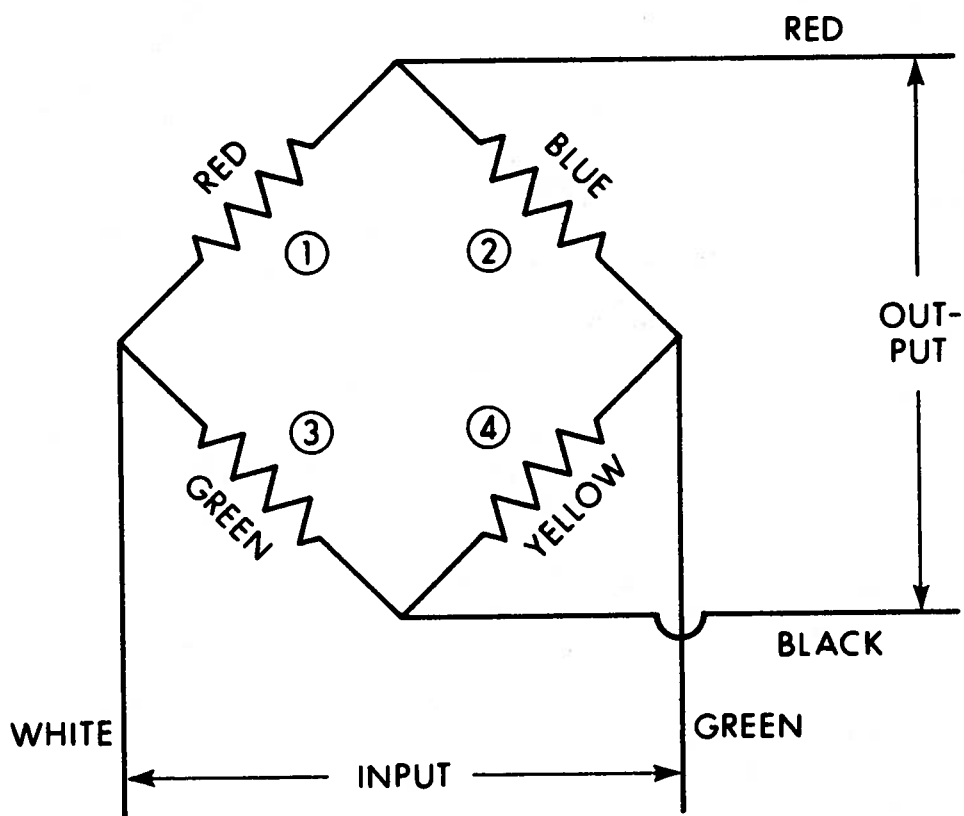 RED
RED
BLUE
1
2
OUT-
PUT
3
4
GREEN
YELLOW
BLACK
WHITE
GREEN
INPUT